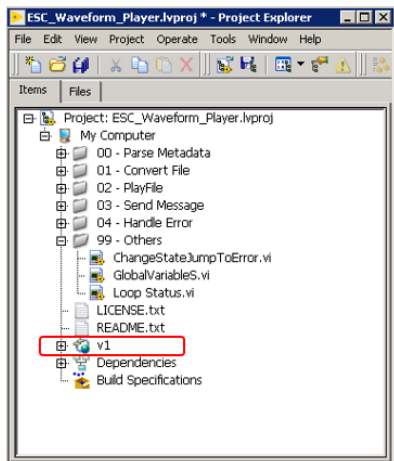 ESC_Waveform_Player.lvproj * - Project Explorer
File Edit View Project Operate Tools Window Help
Items Files
Project: ESC_Waveform_Player.lvproj
My Computer
00 - Parse Metadata
01 - Convert File
02 - PlayFile
03 - Send Message
04 - Handle Error
99 - Others
ChangeStateJumpToError.vi
GlobalVariableS.vi
Loop Status.vi
LICENSE.txt
README.txt
v1
Dependencies
Build Specifications